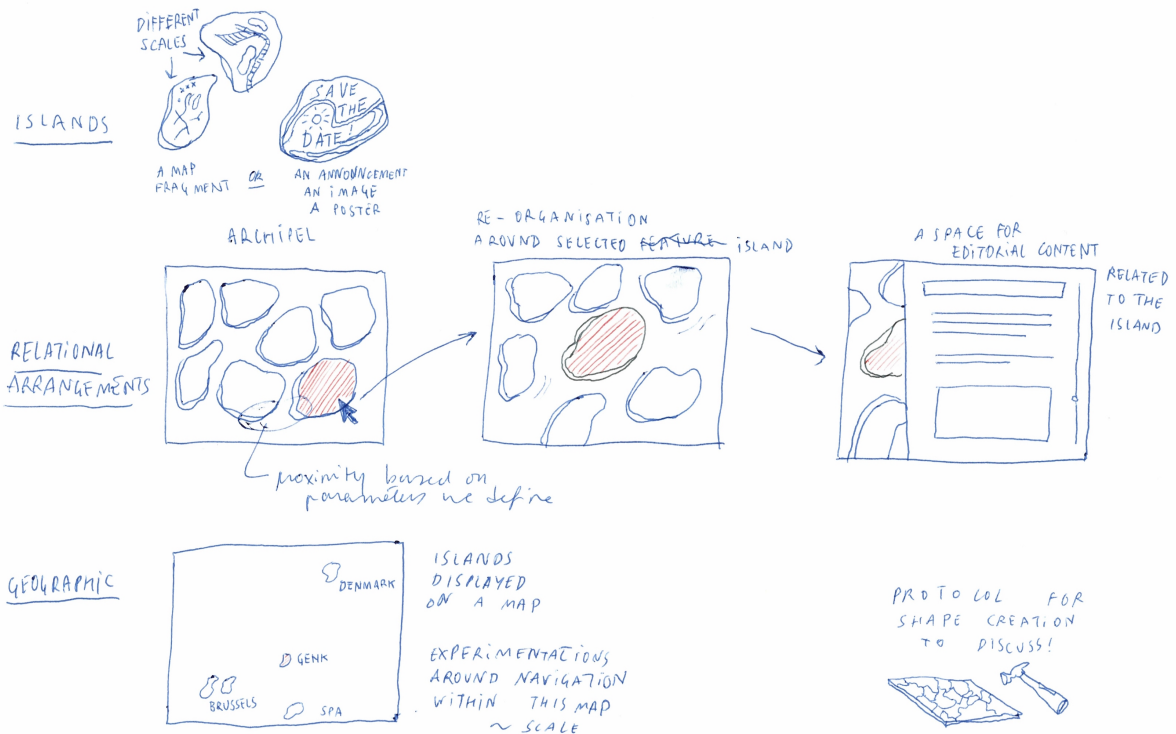 DIFFERENT
SCALES
SAVE
THE
DATE!
ISLANDS
A MAP
FRAGMENT
OR
AN ANNOUNCEMENT
AN IMAGE
A POSTER
ARCHIPEL
RE-ORGANISATION
AROUND SELECTED FEATURE ISLAND
A SPACE FOR
EDITORIAL CONTENT
RELATED
TO THE
ISLAND
RELATIONAL
ARRANGEMENTS
proximity based on
parameters we define
GEOGRAPHIC
DENMARK
GENK
BRUSSELS
SPA
ISLANDS
DISPLAYED
ON A MAP
EXPERIMENTATIONS
AROUND NAVIGATION
WITHIN THIS MAP
~ SCALE
PROTOCOL FOR
SHAPE CREATION
TO DISCUSS!